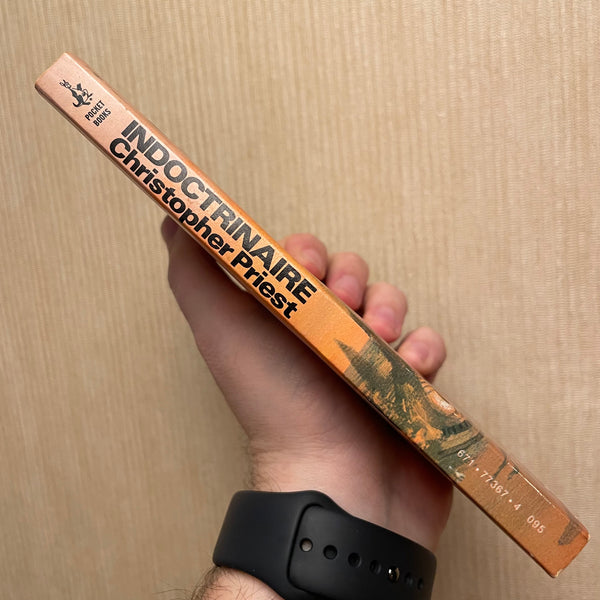 POCKET
BOOKS
INDOCTRINAIRE
Christopher Priest
671•77367•4 095